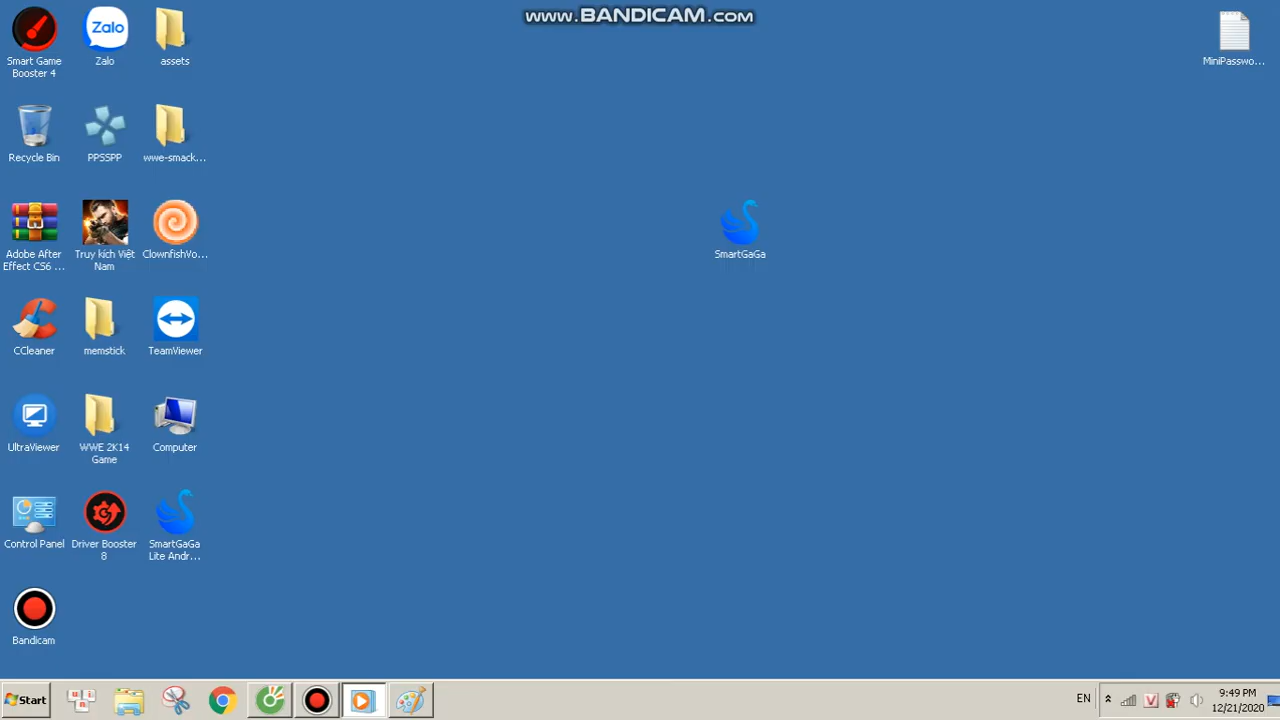 www.BANDICAM.com
Smart Game
Booster 4
Zalo
Zalo
assets
MiniPasswo...
Recycle Bin
PPSSPP
wwe-smack...
Adobe After
Effect CS6 ...
Truy kích Việt
Nam
ClownfishVo...
SmartGaGa
CCleaner
memstick
TeamViewer
UltraViewer
WWE 2K14
Game
Computer
Control Panel
Driver Booster
8
SmartGaGa
Lite Andr...
Bandicam
Start
EN
V
9:49 PM
12/21/2020